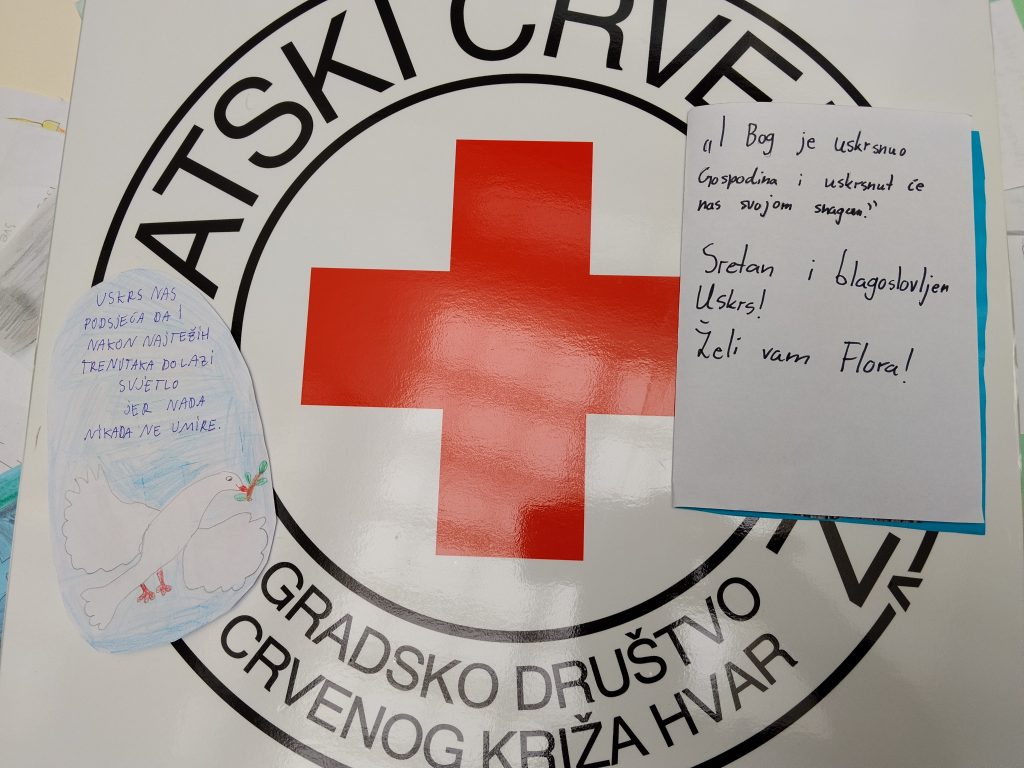 ATSKI CRVE
USKRS NAS
PODSJEĆA DA I
NAKON NAJTEŽIH
TRENUTAKA DOLAZI
SVJETLO
JER NADA
NIKADA NE UMIRE.
„I Bog je uskrsnuo
Gospodina i uskrsnut će
nas svojom snagom.”
Sretan i blagoslovljen
Uskrs!
Želi vam Flora!
GRADSKO DRUŠTVO
CRVENOG KRIŽA HVAR